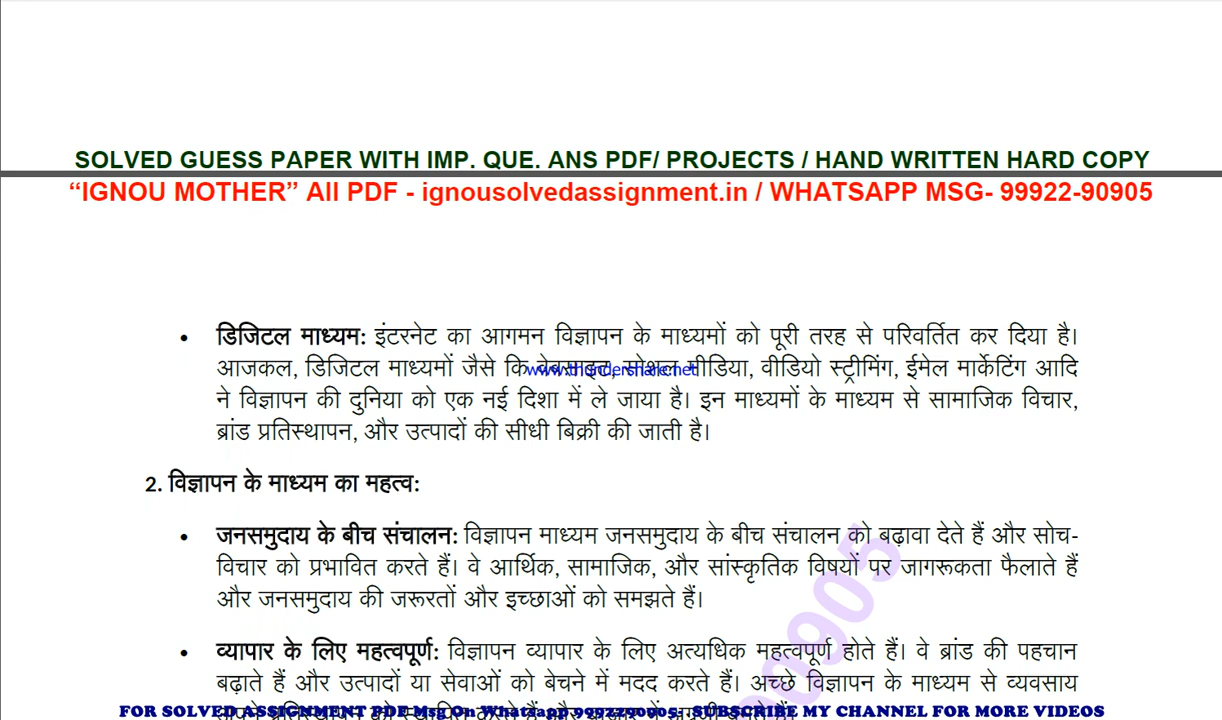 SOLVED GUESS PAPER WITH IMP. QUE. ANS PDF/ PROJECTS / HAND WRITTEN HARD COPY
“IGNOU MOTHER” All PDF - ignousolvedassignment.in / WHATSAPP MSG- 99922-90905
• डिजिटल माध्यम: इंटरनेट का आगमन विज्ञापन के माध्यमों को पूरी तरह से परिवर्तित कर दिया है।
आजकल, डिजिटल माध्यमों जैसे कि वेबसाइट, सोशल मीडिया, वीडियो स्ट्रीमिंग, ईमेल मार्केटिंग आदि
www.thundershare.net
ने विज्ञापन की दुनिया को एक नई दिशा में ले जाया है। इन माध्यमों के माध्यम से सामाजिक विचार,
ब्रांड प्रतिस्थापन, और उत्पादों की सीधी बिक्री की जाती है।
2. विज्ञापन के माध्यम का महत्व:
• जनसमुदाय के बीच संचालन: विज्ञापन माध्यम जनसमुदाय के बीच संचालन को बढ़ावा देते हैं और सोच-
विचार को प्रभावित करते हैं। वे आर्थिक, सामाजिक, और सांस्कृतिक विषयों पर जागरूकता फैलाते हैं
और जनसमुदाय की जरूरतों और इच्छाओं को समझते हैं।
• व्यापार के लिए महत्वपूर्ण: विज्ञापन व्यापार के लिए अत्यधिक महत्वपूर्ण होते हैं। वे ब्रांड की पहचान
बढ़ाते हैं और उत्पादों या सेवाओं को बेचने में मदद करते हैं। अच्छे विज्ञापन के माध्यम से व्यवसाय
FOR SOLVED ASSIGNMENT PDF Msg On Whatsapp 9992290905- SUBSCRIBE MY CHANNEL FOR MORE VIDEOS
90905